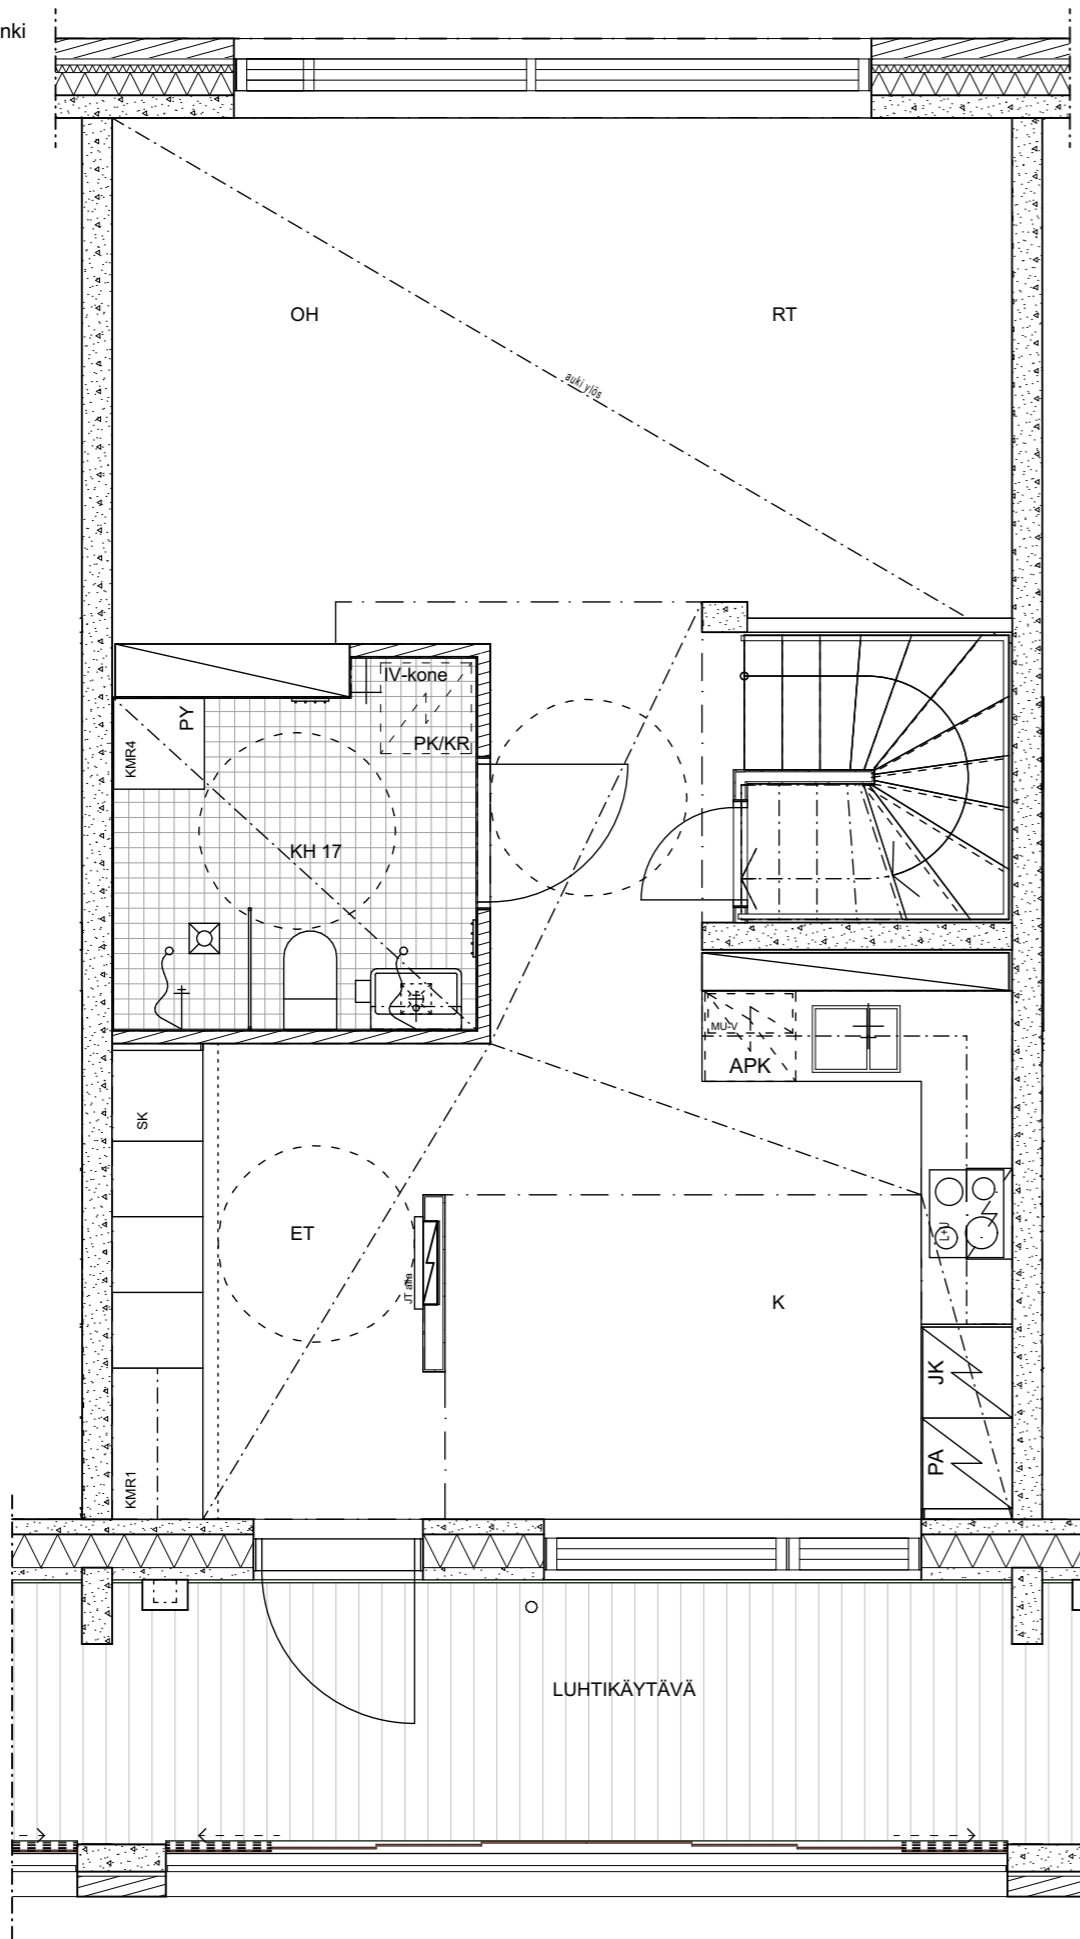 nki
OH
RT
auki ylös
IV-kone
PY
PK/KR
KMR4
KH 17
MU-V
APK
SK
ET
L+U
JT alla
K
JK
PA
KMR1
LUHTIKÄYTÄVÄ